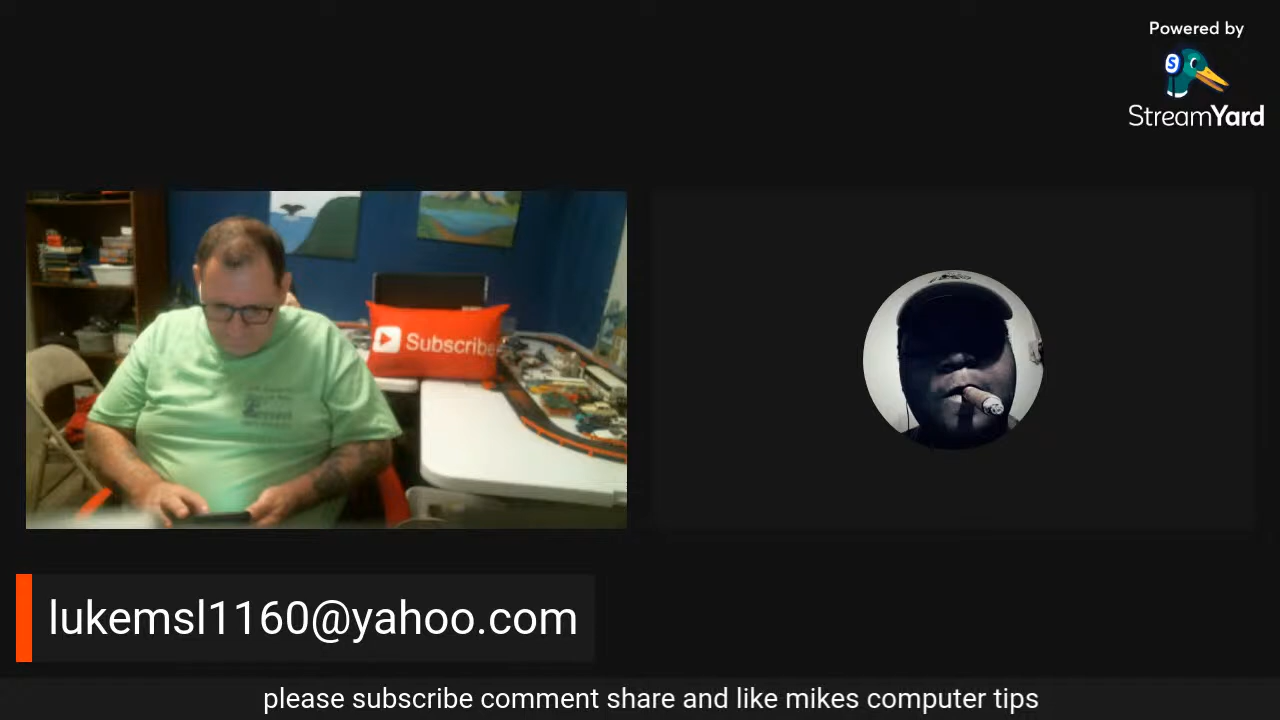 Powered by
S
StreamYard
Subscribe
lukemsl1160@yahoo.com
please subscribe comment share and like mikes computer tips